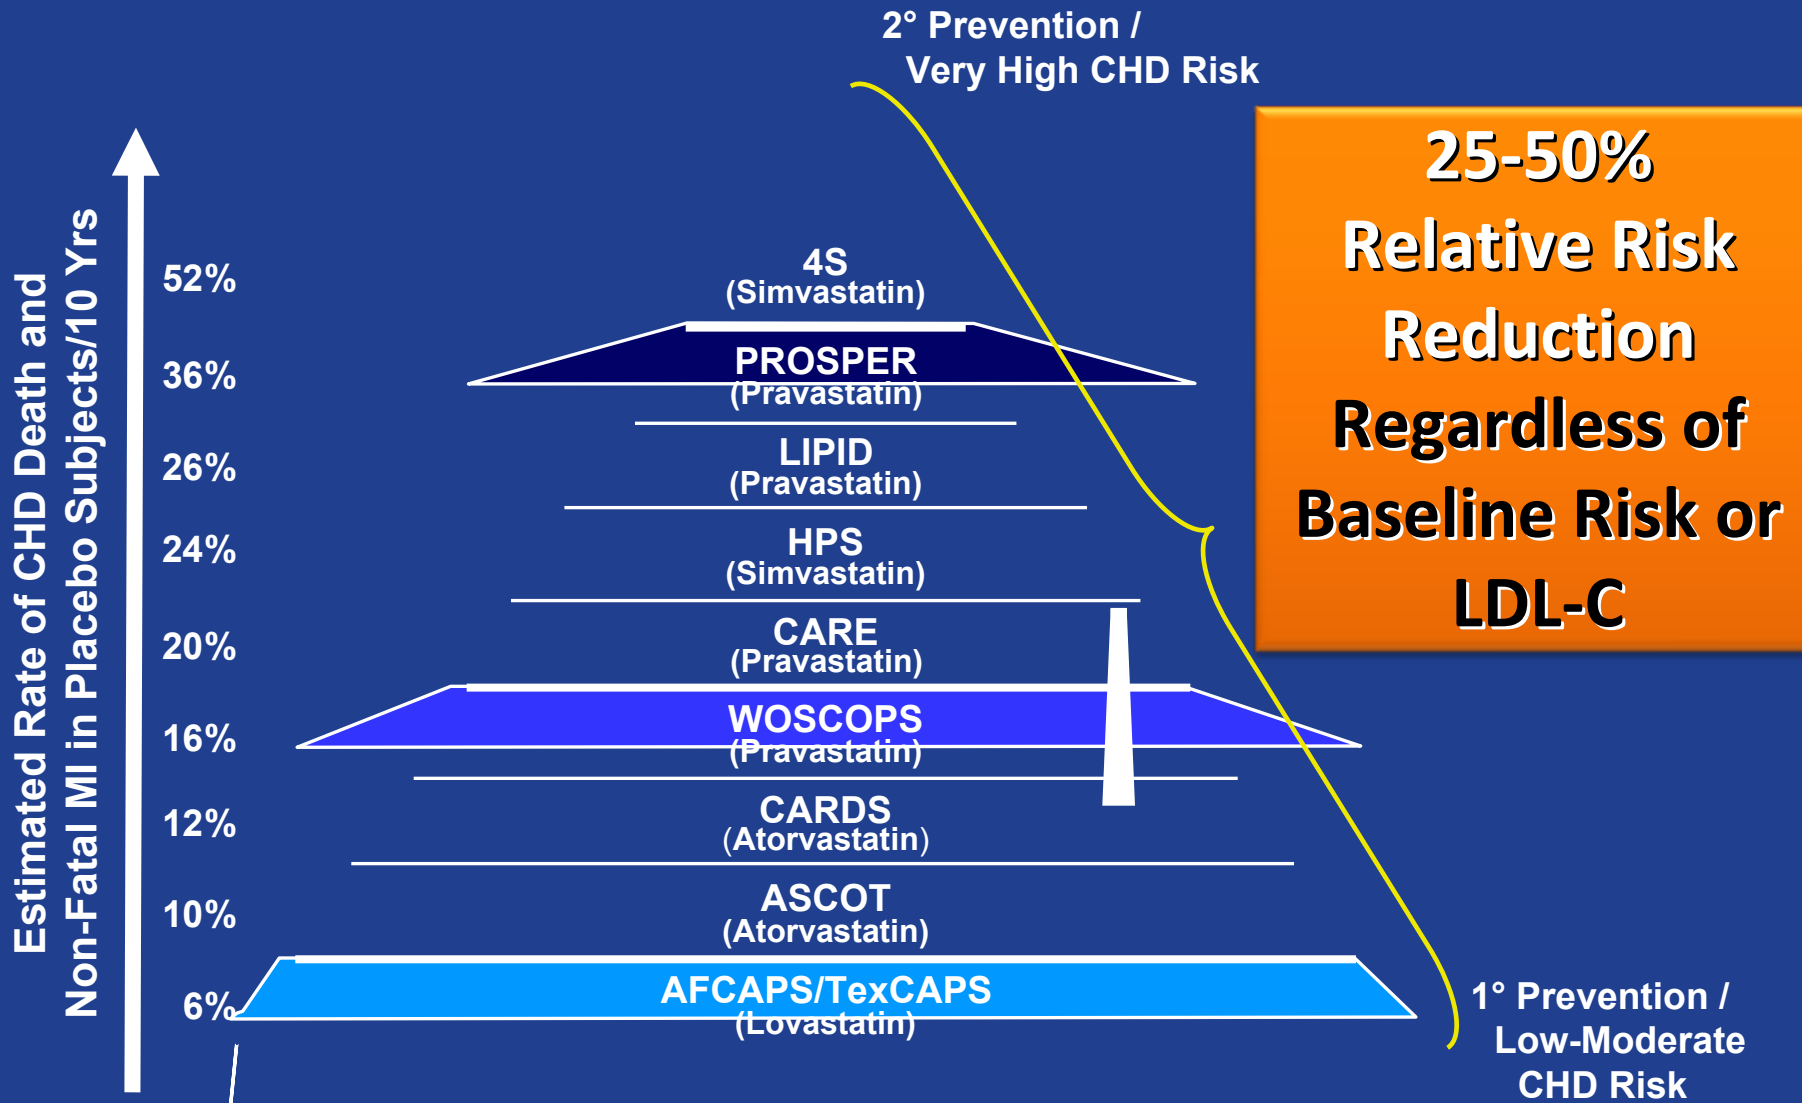 2° Prevention /
Very High CHD Risk
25-50%
Relative Risk
Reduction
Regardless of
Baseline Risk or
LDL-C
Estimated Rate of CHD Death and
Non-Fatal MI in Placebo Subjects/10 Yrs
52%
4S
(Simvastatin)
36%
PROSPER
(Pravastatin)
26%
LIPID
(Pravastatin)
24%
HPS
(Simvastatin)
20%
CARE
(Pravastatin)
16%
WOSCOPS
(Pravastatin)
12%
CARDS
(Atorvastatin)
10%
ASCOT
(Atorvastatin)
6%
AFCAPS/TexCAPS
(Lovastatin)
1° Prevention /
Low-Moderate
CHD Risk